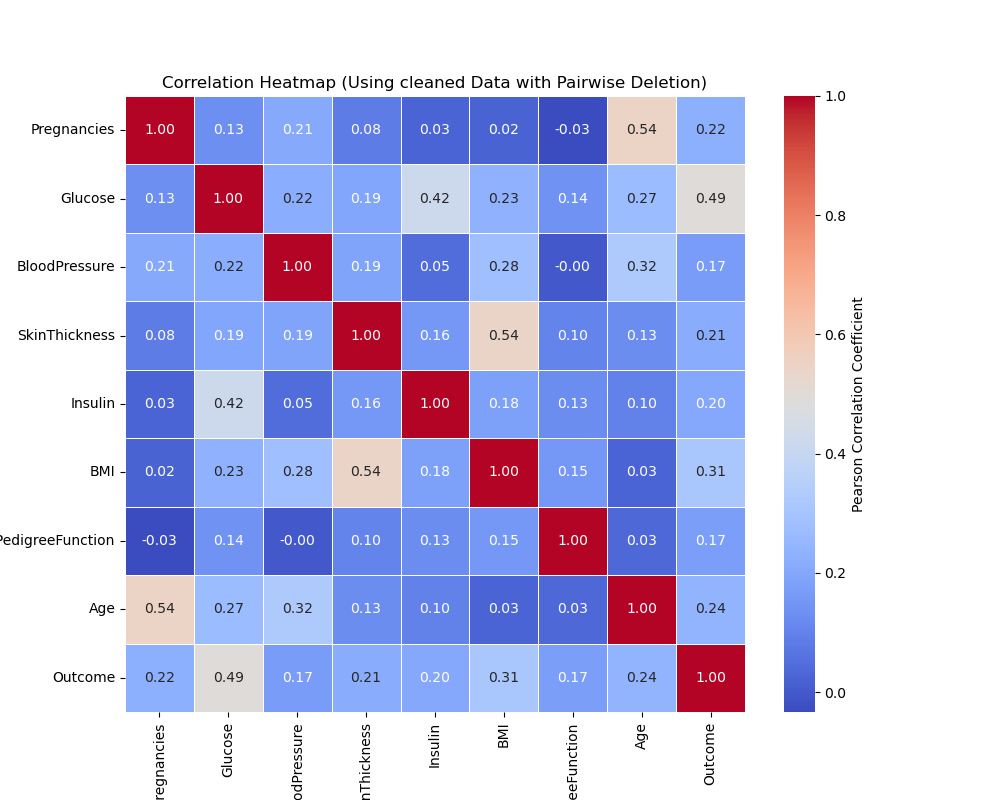 Correlation Heatmap (Using cleaned Data with Pairwise Deletion)
Pregnancies 1.00 0.13 0.21 0.08 0.03 0.02 -0.03 0.54 0.22
Glucose 0.13 1.00 0.22 0.19 0.42 0.23 0.14 0.27 0.49
BloodPressure 0.21 0.22 1.00 0.19 0.05 0.28 -0.00 0.32 0.17
SkinThickness 0.08 0.19 0.19 1.00 0.16 0.54 0.10 0.13 0.21
Insulin 0.03 0.42 0.05 0.16 1.00 0.18 0.13 0.10 0.20
BMI 0.02 0.23 0.28 0.54 0.18 1.00 0.15 0.03 0.31
PedigreeFunction -0.03 0.14 -0.00 0.10 0.13 0.15 1.00 0.03 0.17
Age 0.54 0.27 0.32 0.13 0.10 0.03 0.03 1.00 0.24
Outcome 0.22 0.49 0.17 0.21 0.20 0.31 0.17 0.24 1.00
regnancies
Glucose
odPressure
nThickness
Insulin
BMI
eeFunction
Age
Outcome
1.0
0.8
0.6
0.4
0.2
0.0
Pearson Correlation Coefficient